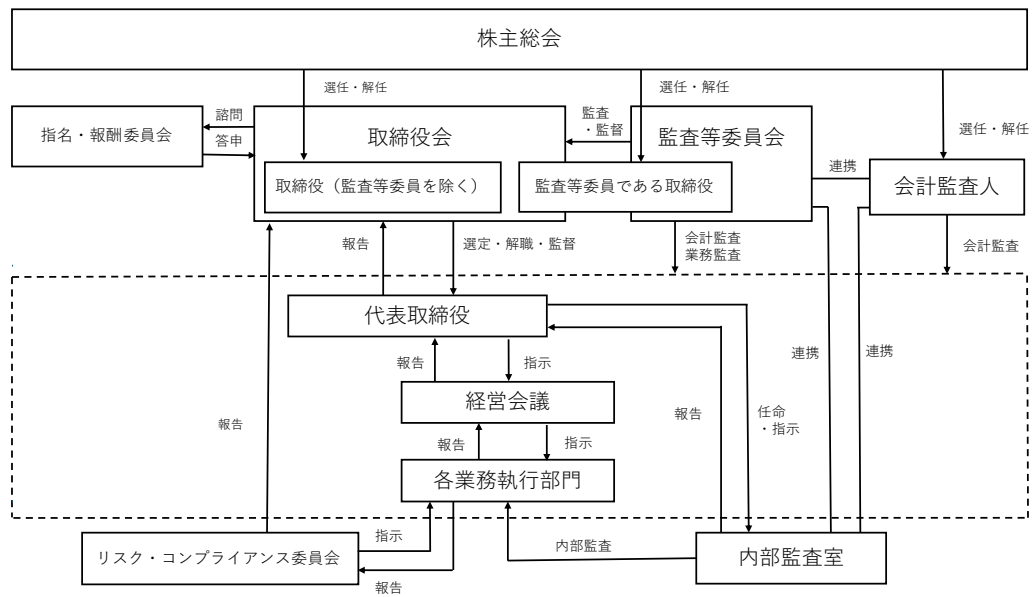 株主総会
選任・解任
選任・解任
選任・解任
指名・報酬委員会
諮問
答申
取締役会
取締役（監査等委員を除く）
監査
・監督
監査等委員会
監査等委員である取締役
連携
会計監査人
報告
選定・解職・監督
会計監査
業務監査
会計監査
代表取締役
報告
指示
経営会議
報告
指示
各業務執行部門
報告
報告
任命
・指示
連携
連携
リスク・コンプライアンス委員会
指示
報告
内部監査
内部監査室